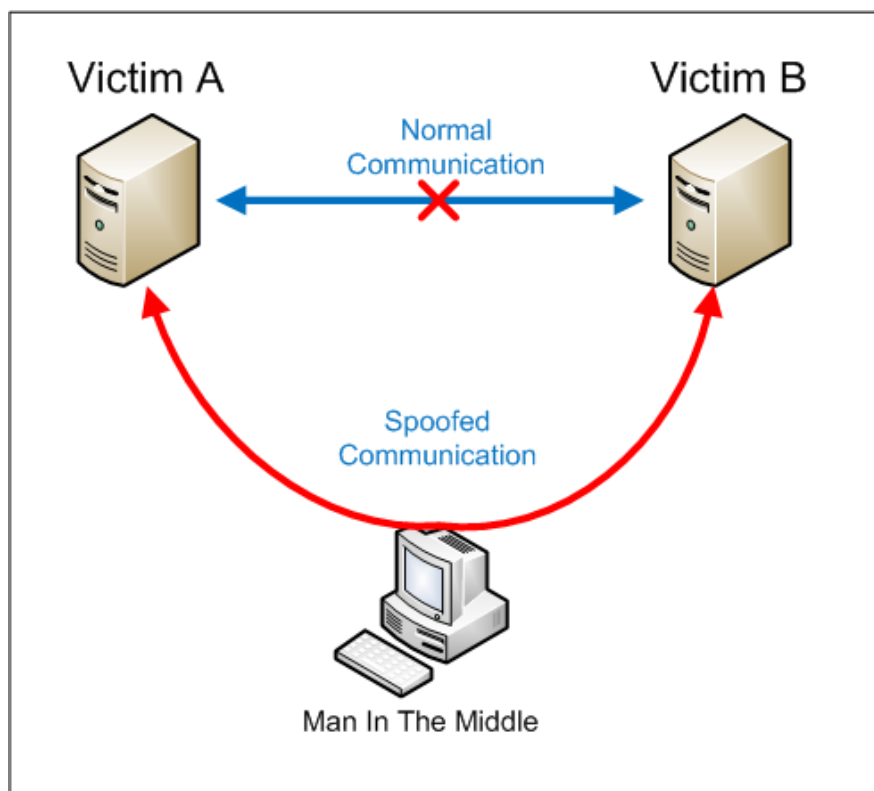 Victim A
Victim B
Normal
Communication
Spoofed
Communication
Man In The Middle